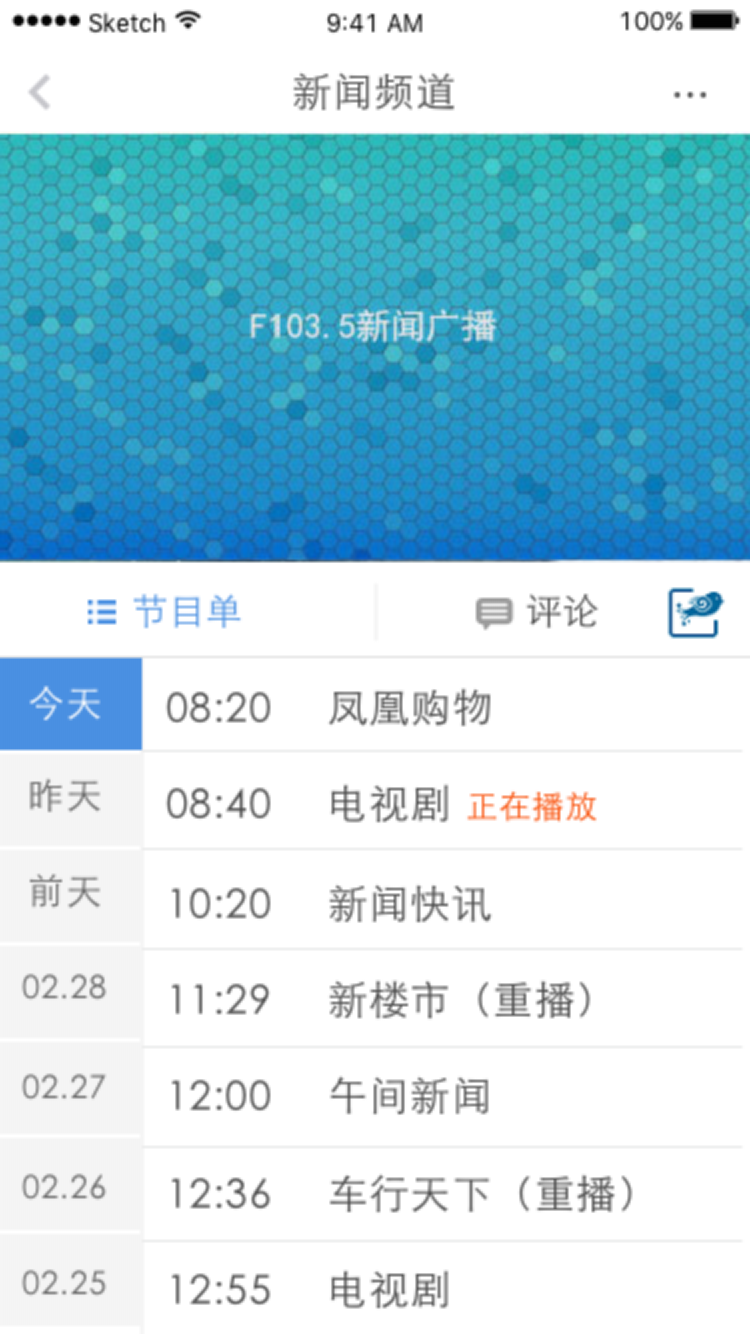 ●●●●● Sketch 9:41 AM 100%
新闻频道
F103.5新闻广播
节目单 评论
今天 08:20 凤凰购物
昨天 08:40 电视剧 正在播放
前天 10:20 新闻快讯
02.28 11:29 新楼市（重播）
02.27 12:00 午间新闻
02.26 12:36 车行天下（重播）
02.25 12:55 电视剧